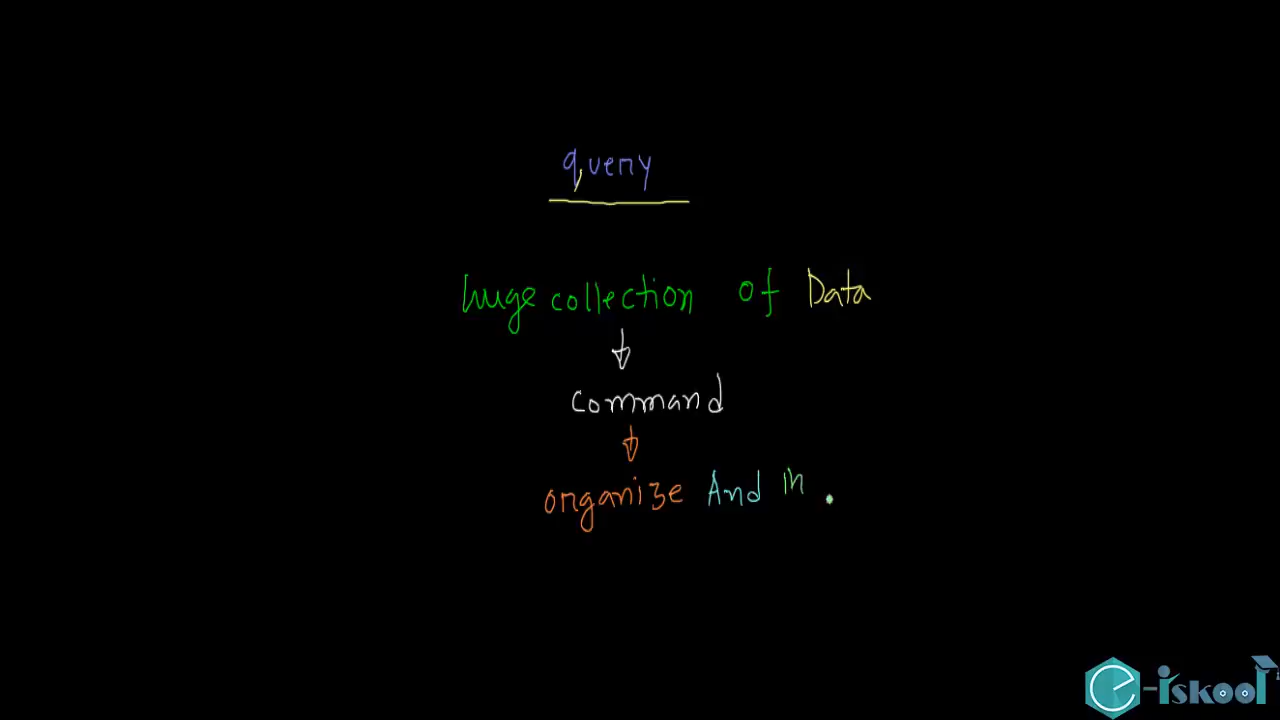 query
huge collection of Data
command
organize And in
e-iskool